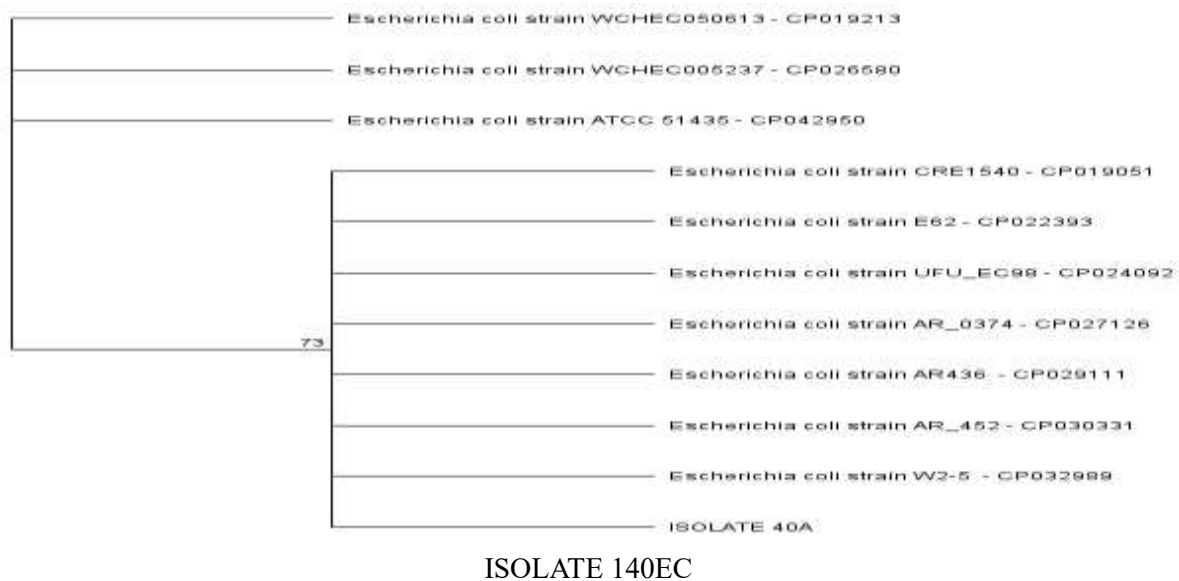 Escherichia coli strain WCHEC050613 - CP019213
Escherichia coli strain WCHEC005237 - CP026580
Escherichia coli strain ATCC 51435 - CP042950
Escherichia coli strain CRE1540 - CP019051
Escherichia coli strain E62 - CP022393
Escherichia coli strain UFU_EC98 - CP024092
Escherichia coli strain AR_0374 - CP027126
73
Escherichia coli strain AR436 - CP029111
Escherichia coli strain AR_452 - CP030331
Escherichia coli strain W2-5 - CP032989
ISOLATE 40A
ISOLATE 140EC